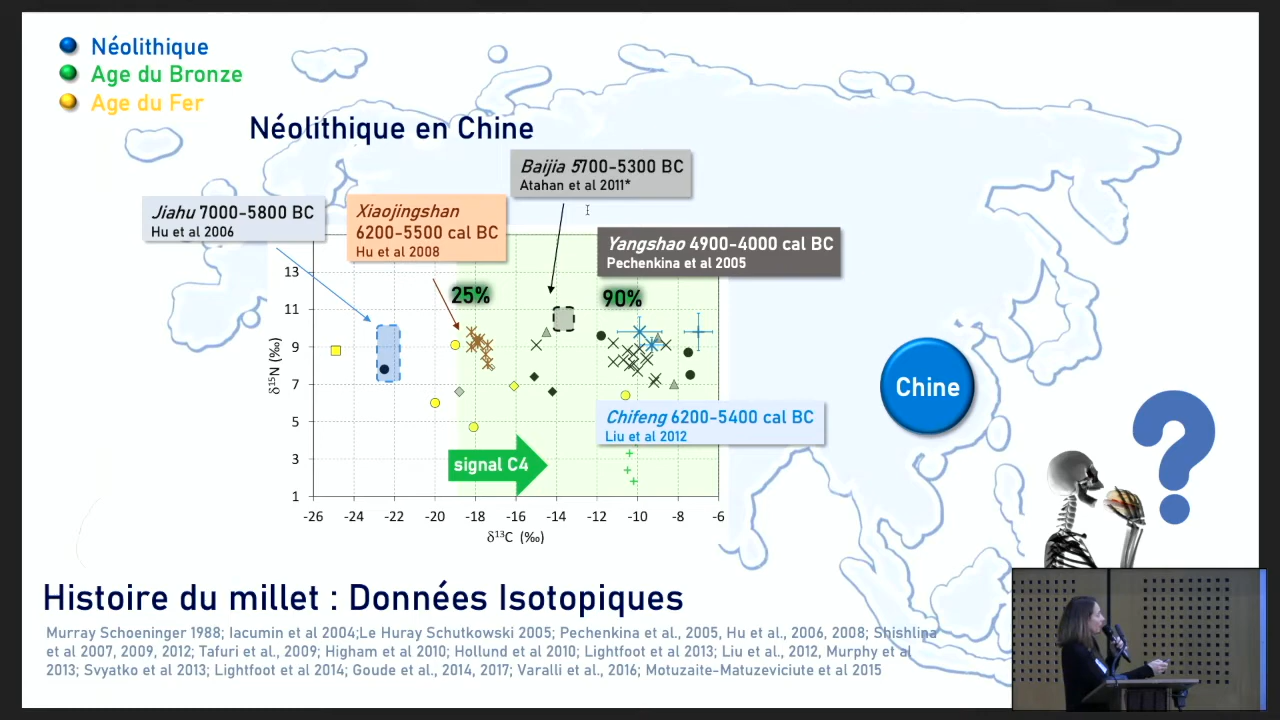 Néolithique
Age du Bronze
Age du Fer
Néolithique en Chine
Baijia 5700-5300 BC
Atahan et al 2011*
Jiahu 7000-5800 BC
Hu et al 2006
Xiaojingshan
6200-5500 cal BC
Hu et al 2008
Yangshao 4900-4000 cal BC
Pechenkina et al 2005
13
11
9
7
5
3
1
δ¹⁵N (‰)
25%
90%
Chifeng 6200-5400 cal BC
Liu et al 2012
signal C4
-26 -24 -22 -20 -18 -16 -14 -12 -10 -8 -6
δ¹³C (‰)
Chine
?
Histoire du millet : Données Isotopiques
Murray Schoeninger 1988; Iacumin et al 2004;Le Huray Schutkowski 2005; Pechenkina et al., 2005, Hu et al., 2006, 2008; Shishlina
et al 2007, 2009, 2012; Tafuri et al., 2009; Higham et al 2010; Hollund et al 2010; Lightfoot et al 2013; Liu et al., 2012, Murphy et al
2013; Svyatko et al 2013; Lightfoot et al 2014; Goude et al., 2014, 2017; Varalli et al., 2016; Motuzaite-Matuzeviciute et al 2015